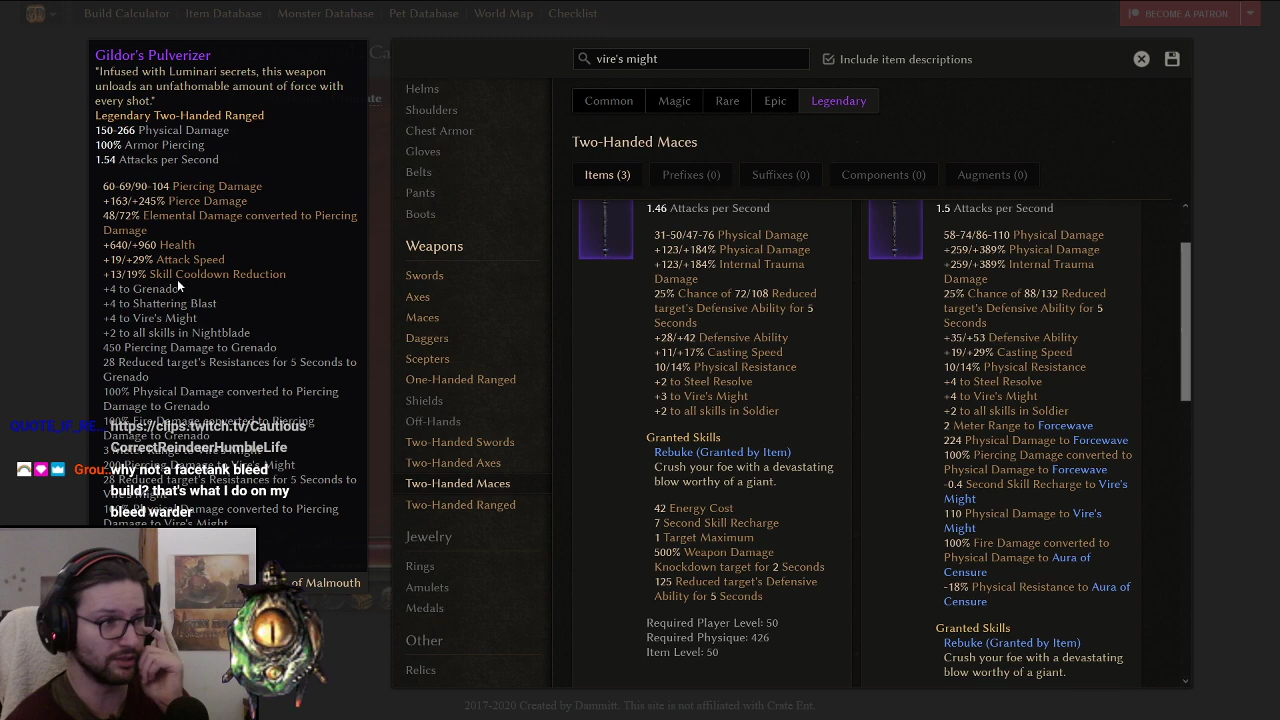 Build Calculator
Item Database
Monster Database
Pet Database
World Map
Checklist
BECOME A PATRON
Gildor's Pulverizer
"Infused with Luminari secrets, this weapon
unloads an unfathomable amount of force with
every shot."
Legendary Two-Handed Ranged
150-266 Physical Damage
100% Armor Piercing
1.54 Attacks per Second
60-69/90-104 Piercing Damage
+163/+245% Pierce Damage
48/72% Elemental Damage converted to Piercing
Damage
+640/+960 Health
+19/+29% Attack Speed
+13/19% Skill Cooldown Reduction
+4 to Grenado
+4 to Shattering Blast
+4 to Vire's Might
+2 to all skills in Nightblade
450 Piercing Damage to Grenado
28 Reduced target's Resistances for 5 Seconds to
Grenado
100% Physical Damage converted to Piercing
Damage to Grenado
100% Fire Damage converted to Piercing
Damage to Grenado
28 Reduced target's Resistances for 5 Seconds to
Vire's Might
Damage to Vire's Might
QUOTE_IF_RE... https://clips.twitch.tv/Cautious
CorrectReindeerHumbleLife
Grou.. why not a facetank bleed
build? that's what I do on my
bleed warder
of Malmouth
Helms
Shoulders
Chest Armor
Gloves
Belts
Pants
Boots
Weapons
Swords
Axes
Maces
Daggers
Scepters
One-Handed Ranged
Shields
Off-Hands
Two-Handed Swords
Two-Handed Axes
Two-Handed Maces
Two-Handed Ranged
Jewelry
Rings
Amulets
Medals
Other
Relics
vire's might
Include item descriptions
Common
Magic
Rare
Epic
Legendary
Two-Handed Maces
Items (3)
Prefixes (0)
Suffixes (0)
Components (0)
Augments (0)
1.46 Attacks per Second
31-50/47-76 Physical Damage
+123/+184% Physical Damage
+123/+184% Internal Trauma
Damage
25% Chance of 72/108 Reduced
target's Defensive Ability for 5
Seconds
+28/+42 Defensive Ability
+11/+17% Casting Speed
10/14% Physical Resistance
+2 to Steel Resolve
+3 to Vire's Might
+2 to all skills in Soldier
Granted Skills
Rebuke (Granted by Item)
Crush your foe with a devastating
blow worthy of a giant.
42 Energy Cost
7 Second Skill Recharge
1 Target Maximum
500% Weapon Damage
Knockdown target for 2 Seconds
125 Reduced target's Defensive
Ability for 5 Seconds
Required Player Level: 50
Required Physique: 426
Item Level: 50
1.5 Attacks per Second
58-74/86-110 Physical Damage
+259/+389% Physical Damage
+259/+389% Internal Trauma
Damage
25% Chance of 88/132 Reduced
target's Defensive Ability for 5
Seconds
+35/+53 Defensive Ability
+19/+29% Casting Speed
10/14% Physical Resistance
+4 to Steel Resolve
+4 to Vire's Might
+2 to all skills in Soldier
2 Meter Range to Forcewave
224 Physical Damage to Forcewave
100% Piercing Damage converted to
Physical Damage to Forcewave
-0.4 Second Skill Recharge to Vire's
Might
110 Physical Damage to Vire's
Might
100% Fire Damage converted to
Physical Damage to Aura of
Censure
-18% Physical Resistance to Aura of
Censure
Granted Skills
Rebuke (Granted by Item)
Crush your foe with a devastating
blow worthy of a giant.
2017-2020 Created by Dammitt. This site is not affiliated with Crate Ent.